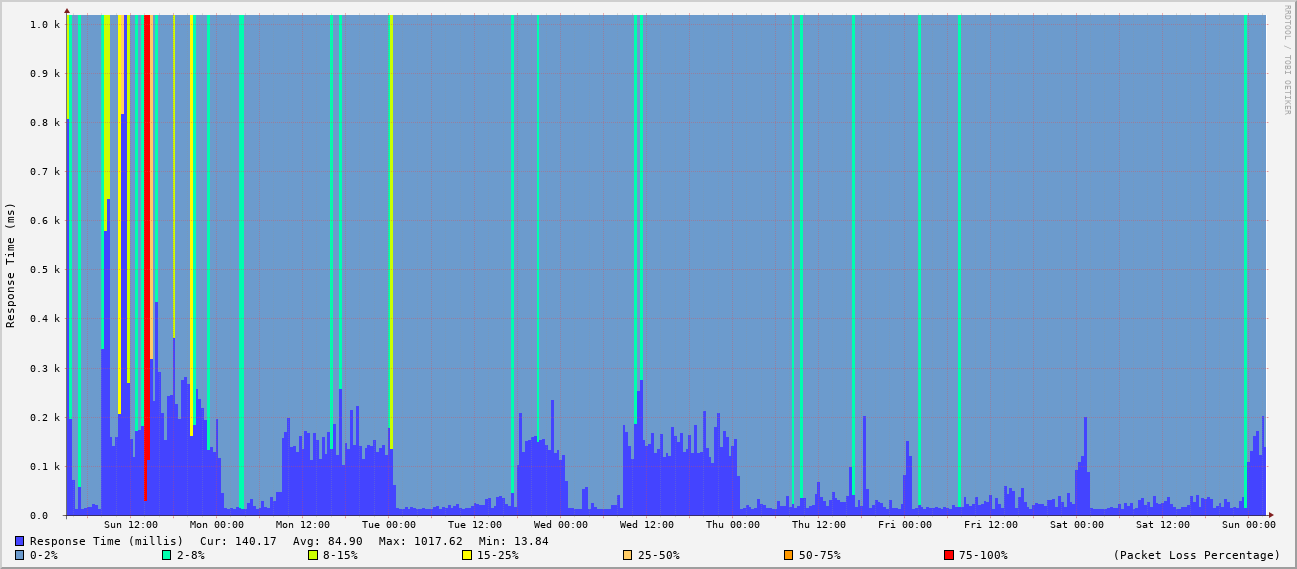 1.0 k
0.9 k
0.8 k
0.7 k
0.6 k
0.5 k
0.4 k
0.3 k
0.2 k
0.1 k
0.0
Response Time (ms)
RRDTOOL / TOBI OETIKER
Sun 12:00 Mon 00:00 Mon 12:00 Tue 00:00 Tue 12:00 Wed 00:00 Wed 12:00 Thu 00:00 Thu 12:00 Fri 00:00 Fri 12:00 Sat 00:00 Sat 12:00 Sun 00:00
Response Time (millis) Cur: 140.17 Avg: 84.90 Max: 1017.62 Min: 13.84
0-2% 2-8% 8-15% 15-25% 25-50% 50-75% 75-100% (Packet Loss Percentage)